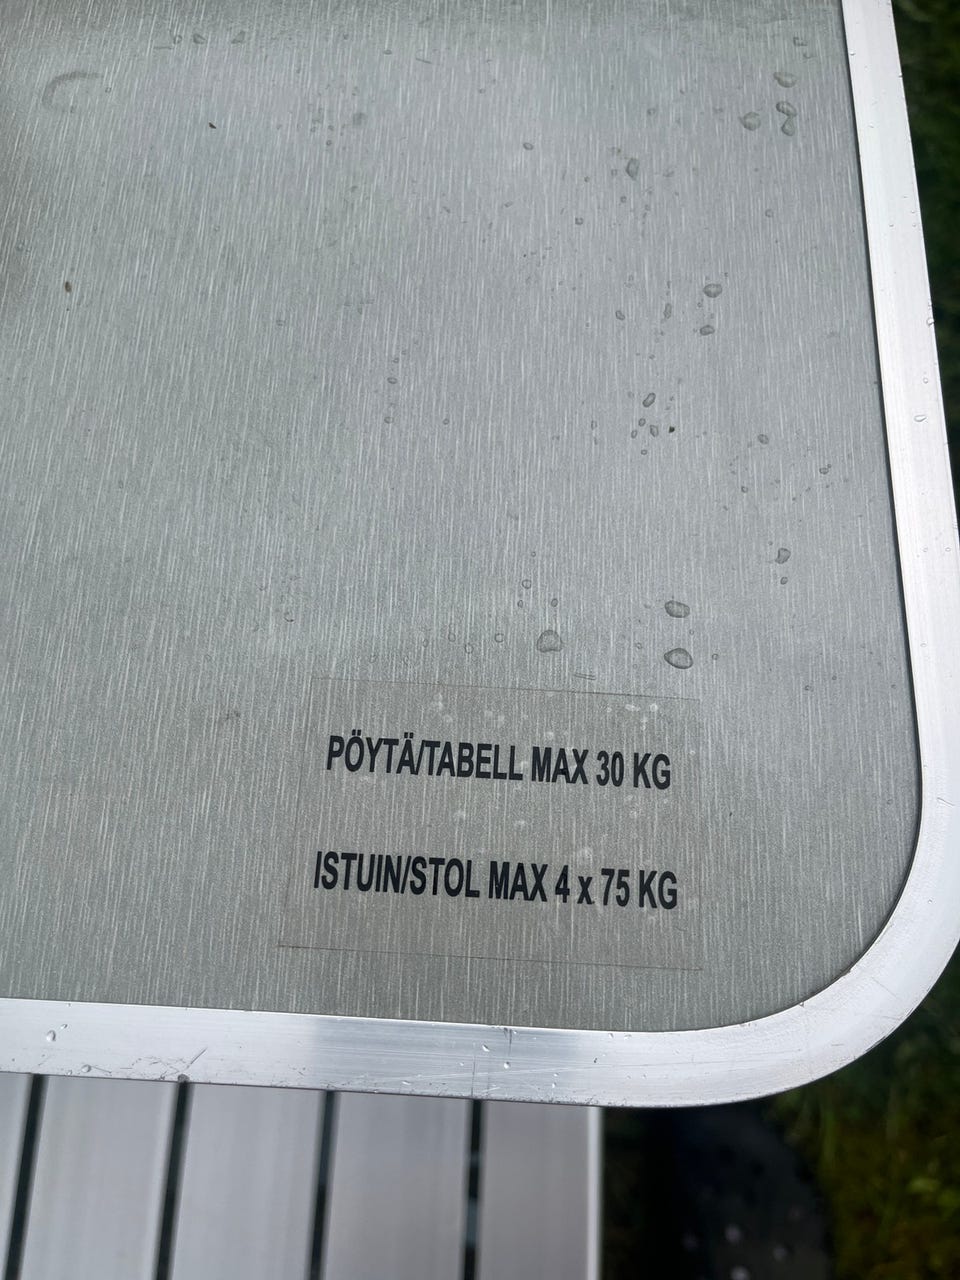 PÖYTÄ/TABELL MAX 30 KG
ISTUIN/STOL MAX 4 x 75 KG